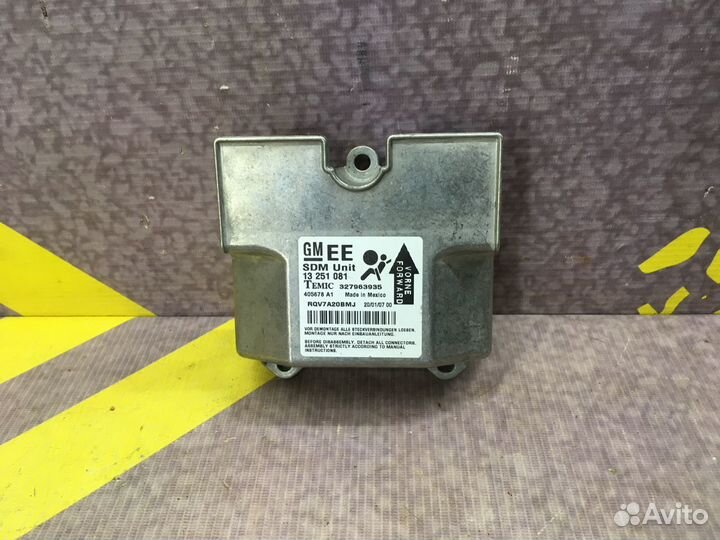 GM EE
SDM Unit
13 251 081
TEMIC 327963935
405678 A1 Made in Mexico
RQV7A20BMJ 20/01/07 00
VORNE
FORWARD
VOR DEMONTAGE ALLE STECKVERBINDUNGEN LOESEN.
MONTAGE NUR NACH EINBAUANLEITUNG.
BEFORE DISASSEMBLY, DETACH ALL CONNECTORS.
ASSEMBLY STRICTLY ACCORDING TO MANUAL
INSTRUCTIONS.
Avito